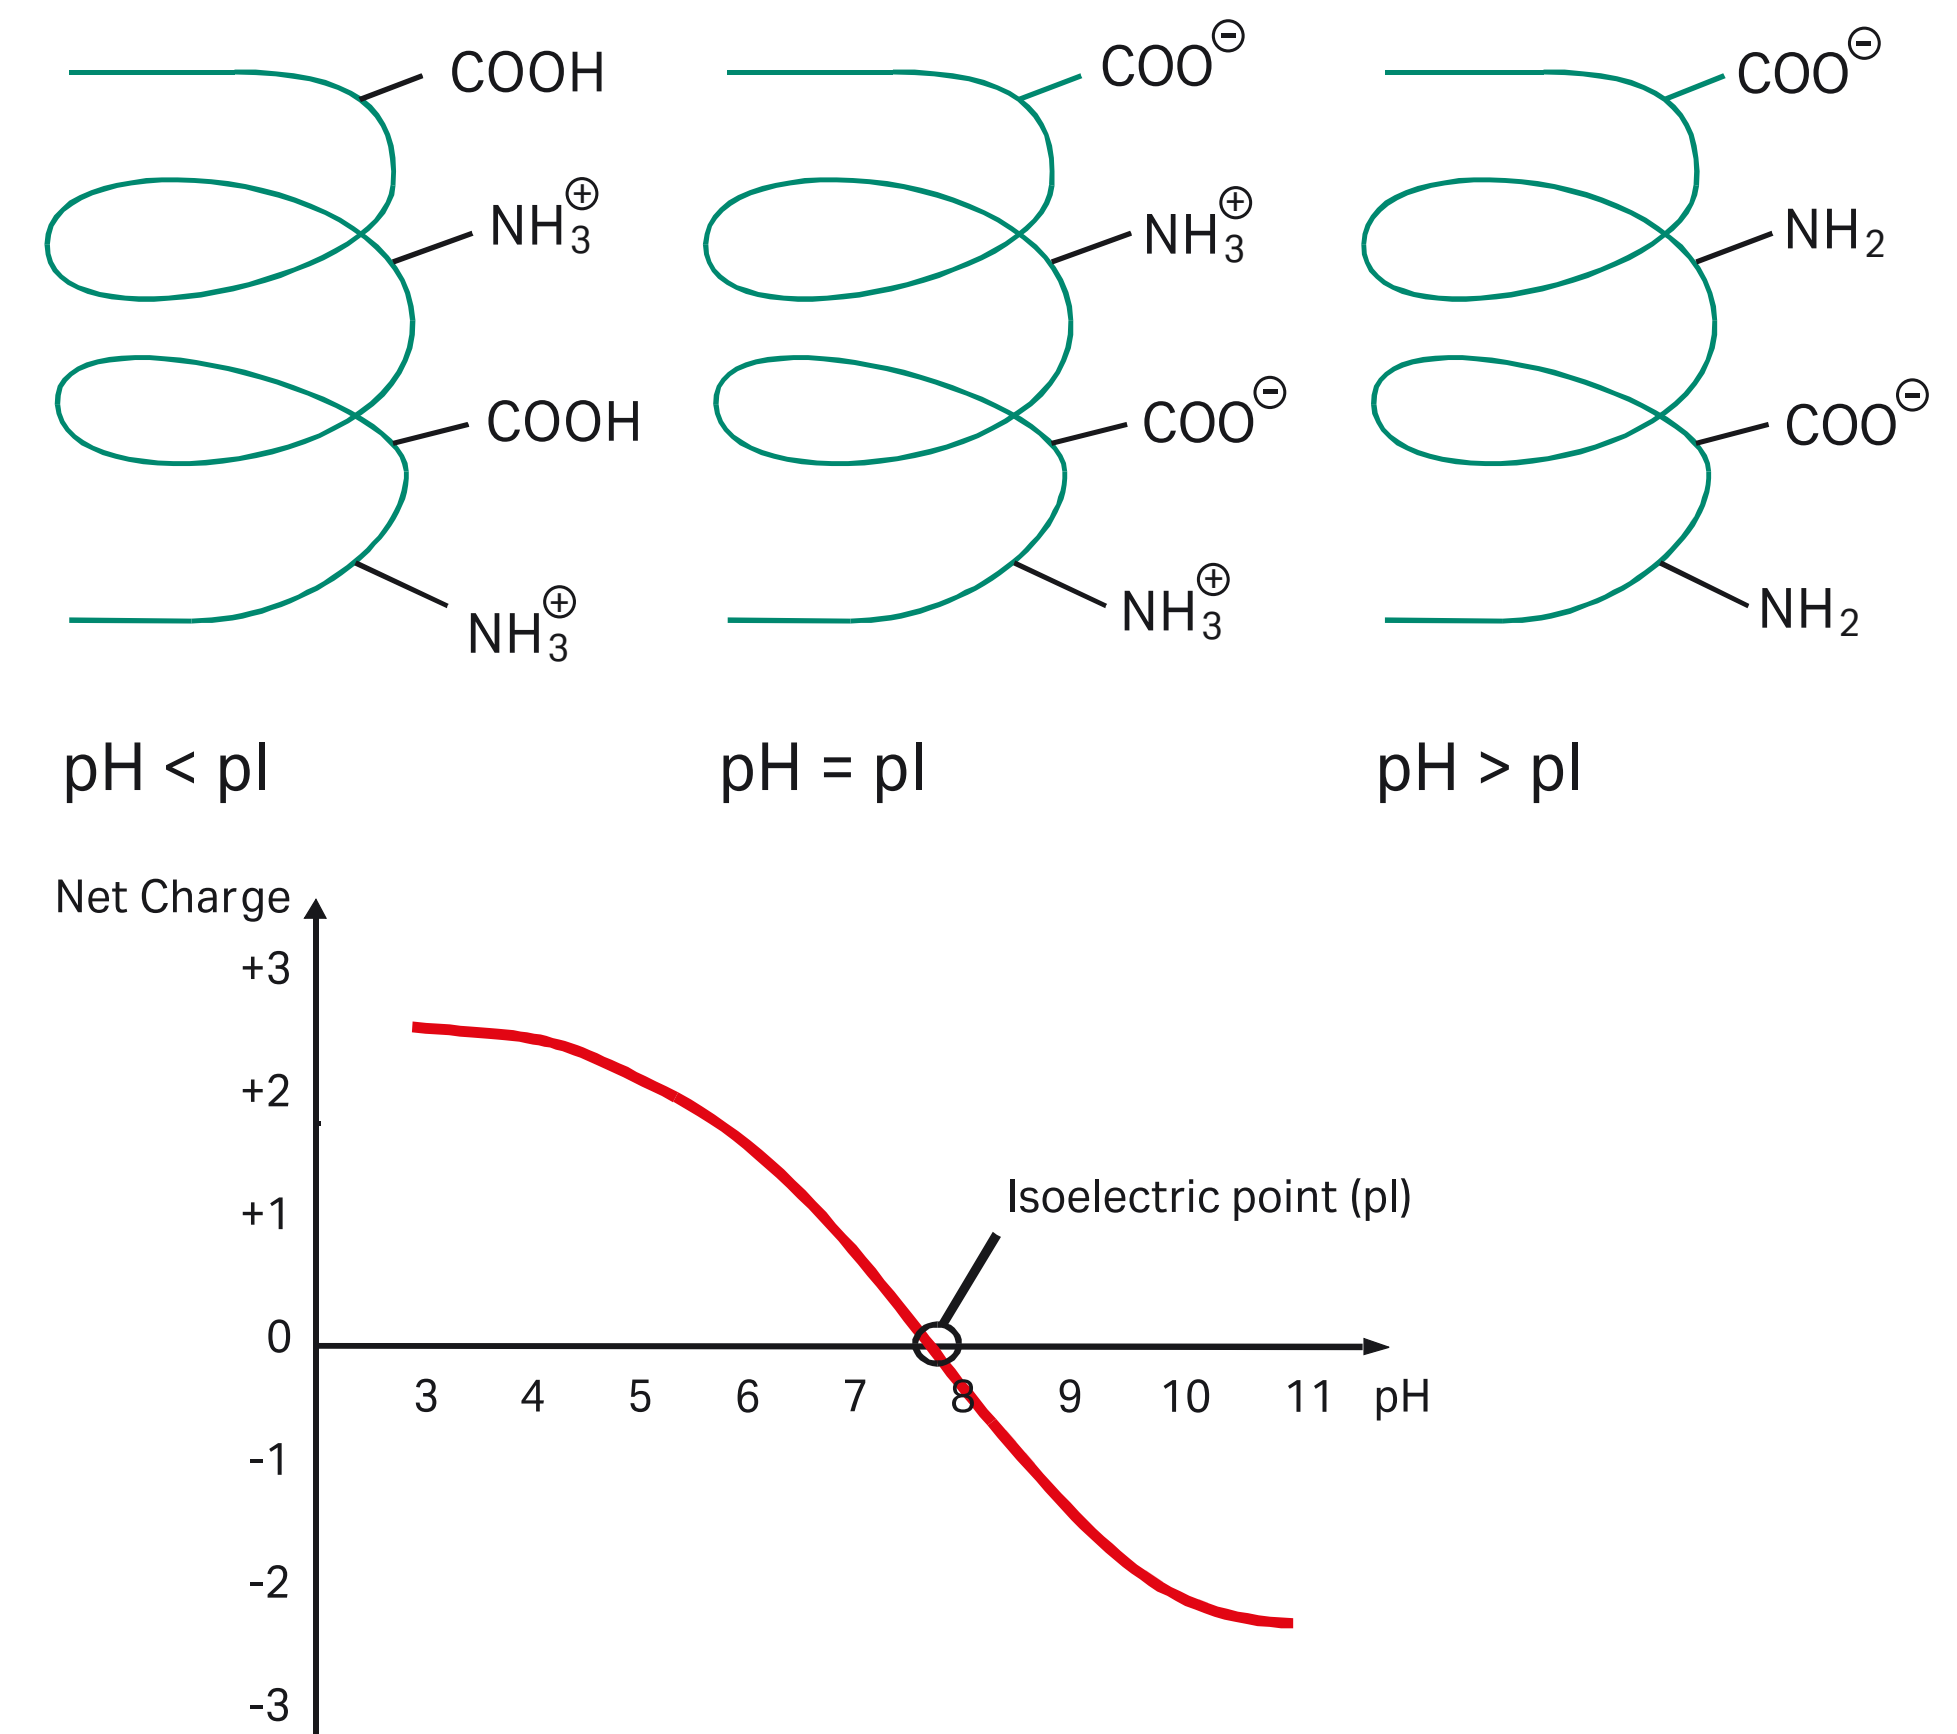 COOH
NH3⊕
COOH
NH3⊕
pH < pI
COO⊖
NH3⊕
COO⊖
NH3⊕
pH = pI
COO⊖
NH2
COO⊖
NH2
pH > pI
Net Charge
+3
+2
+1
0
-1
-2
-3
Isoelectric point (pI)
3 4 5 6 7 8 9 10 11 pH